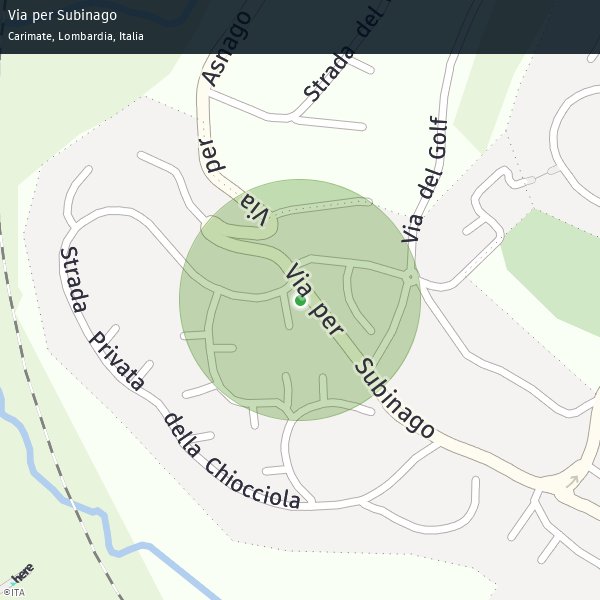 Via per Subinago
Carimate, Lombardia, Italia
Via per Asnago
Strada del
Via del Golf
Via per Subinago
Strada Privata della Chiocciola
here
©ITA